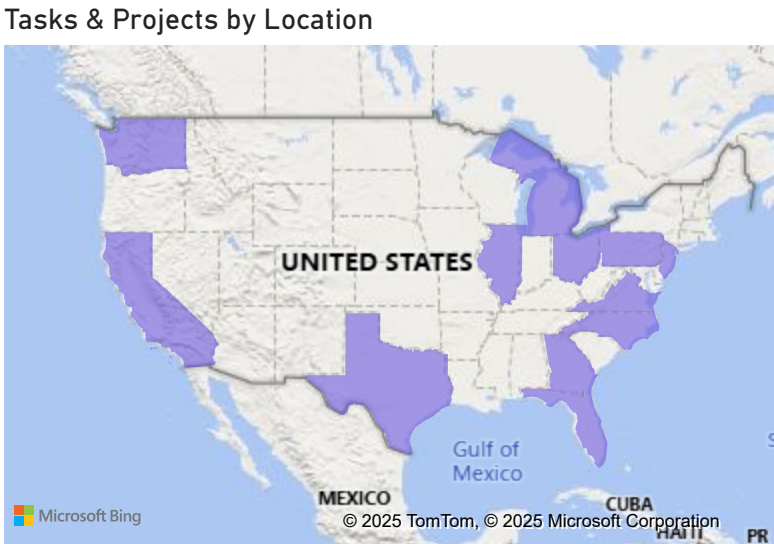 Tasks & Projects by Location
UNITED STATES
Gulf of
Mexico
MEXICO
CUBA
Microsoft Bing
© 2025 TomTom, © 2025 Microsoft Corporation
HAITI
PR
S